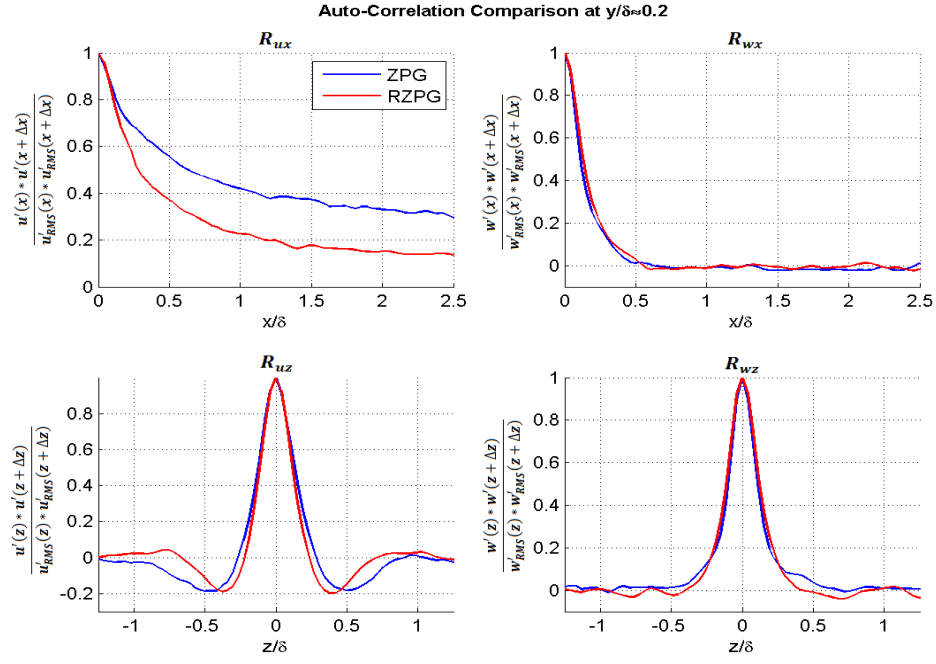 Auto-Correlation Comparison at y/δ≈0.2
R_ux
1
0.8
0.6
0.4
0.2
0
0 0.5 1 1.5 2 2.5
x/δ
u'(x) * u'(x + Δx)
u'_RMS(x) * u'_RMS(x + Δx)
ZPG
RZPG
R_wx
1
0.8
0.6
0.4
0.2
0
0 0.5 1 1.5 2 2.5
x/δ
w'(x) * w'(x + Δx)
w'_RMS(x) * w'_RMS(x + Δx)
R_uz
0.8
0.6
0.4
0.2
0
-0.2
-1 -0.5 0 0.5 1
z/δ
u'(z) * u'(z + Δz)
u'_RMS(z) * u'_RMS(z + Δz)
R_wz
1
0.8
0.6
0.4
0.2
0
-1 -0.5 0 0.5 1
z/δ
w'(z) * w'(z + Δz)
w'_RMS(z) * w'_RMS(z + Δz)